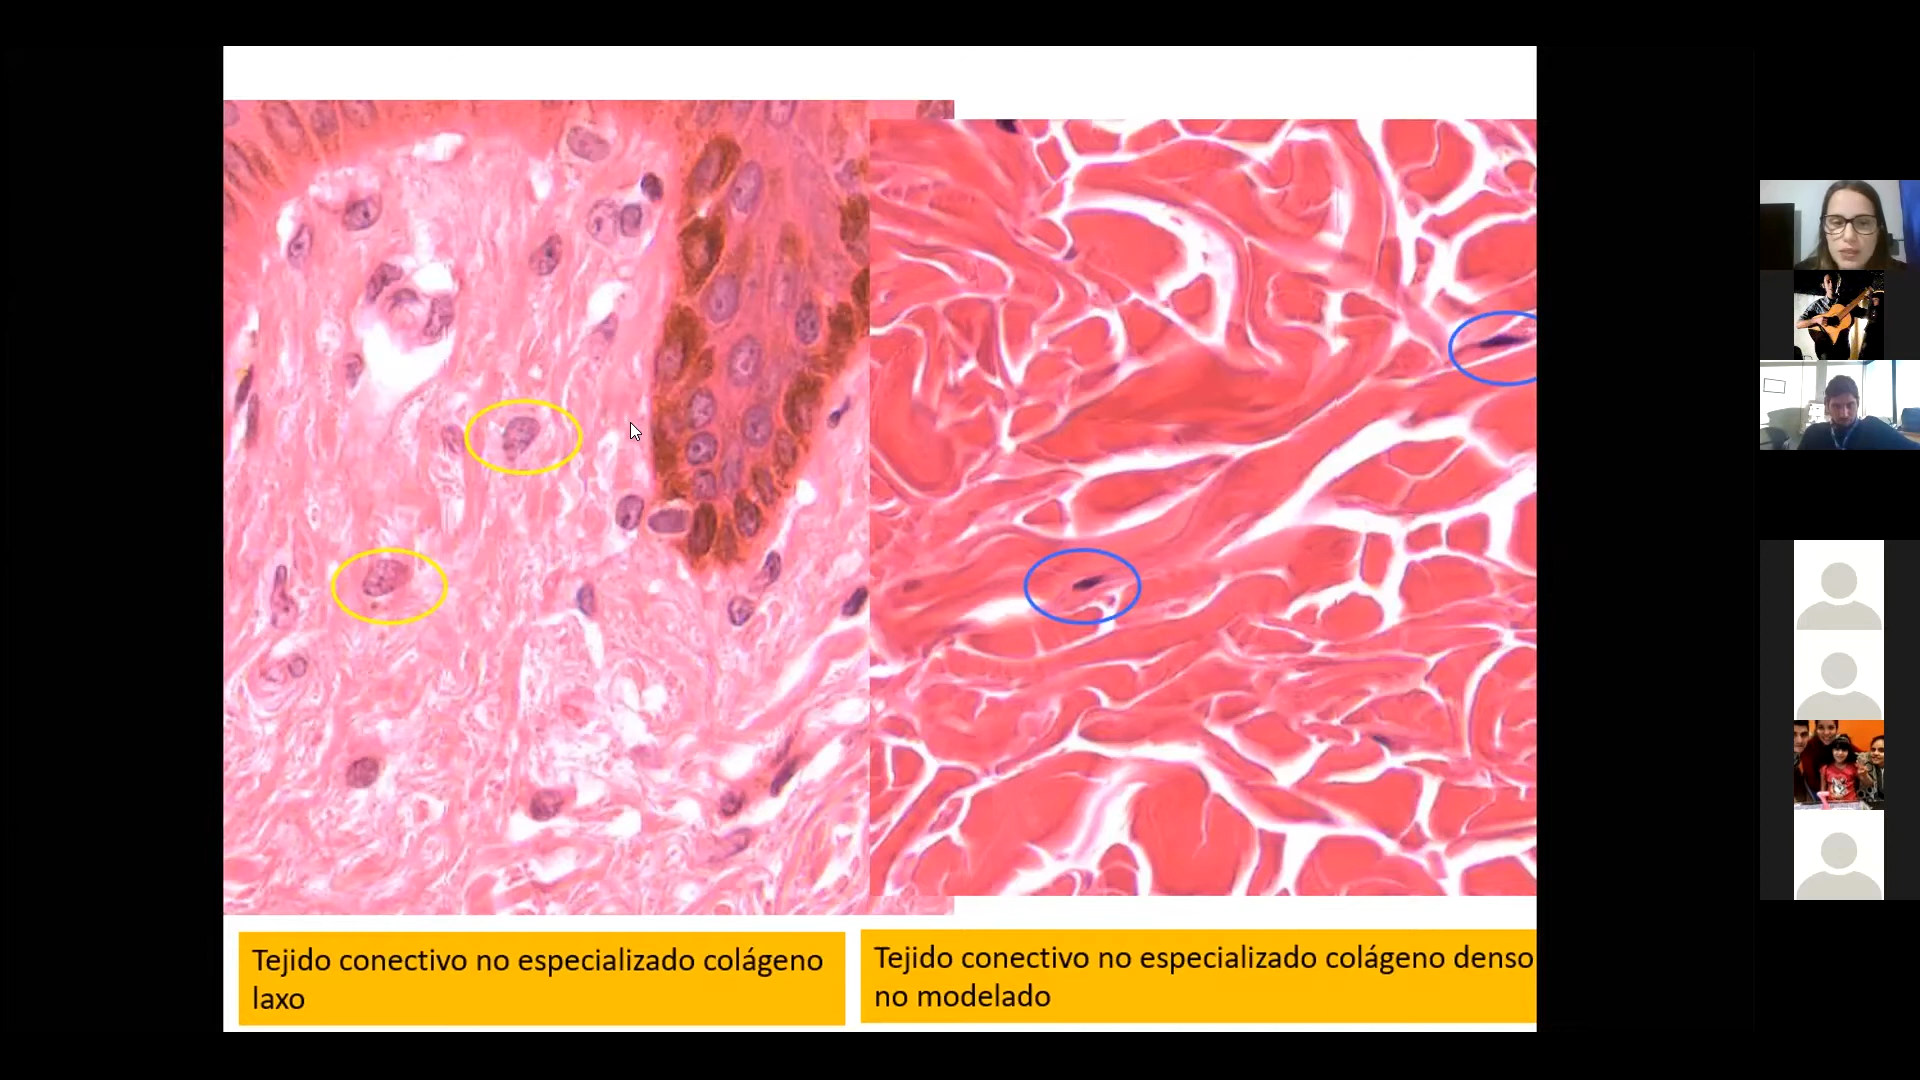 Tejido conectivo no especializado colágeno
laxo
Tejido conectivo no especializado colágeno denso
no modelado